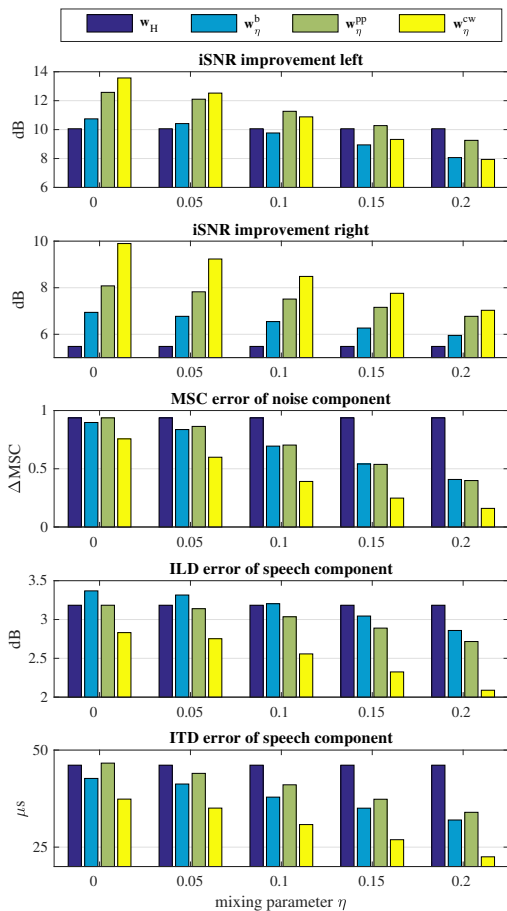 w_H w_η^b w_η^pp w_η^cw
iSNR improvement left
14
12
10
8
6
dB
0 0.05 0.1 0.15 0.2
iSNR improvement right
10
8
6
dB
0 0.05 0.1 0.15 0.2
MSC error of noise component
1
0.5
0
ΔMSC
0 0.05 0.1 0.15 0.2
ILD error of speech component
3.5
3
2.5
2
dB
0 0.05 0.1 0.15 0.2
ITD error of speech component
50
25
μs
0 0.05 0.1 0.15 0.2
mixing parameter η